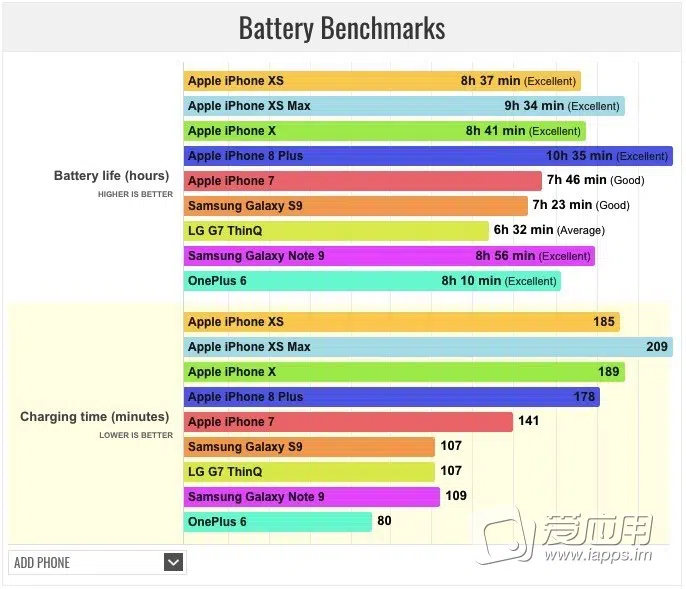 Battery Benchmarks
Battery life (hours)
HIGHER IS BETTER
Apple iPhone XS 8h 37 min (Excellent)
Apple iPhone XS Max 9h 34 min (Excellent)
Apple iPhone X 8h 41 min (Excellent)
Apple iPhone 8 Plus 10h 35 min (Excellent)
Apple iPhone 7 7h 46 min (Good)
Samsung Galaxy S9 7h 23 min (Good)
LG G7 ThinQ 6h 32 min (Average)
Samsung Galaxy Note 9 8h 56 min (Excellent)
OnePlus 6 8h 10 min (Excellent)
Charging time (minutes)
LOWER IS BETTER
Apple iPhone XS 185
Apple iPhone XS Max 209
Apple iPhone X 189
Apple iPhone 8 Plus 178
Apple iPhone 7 141
Samsung Galaxy S9 107
LG G7 ThinQ 107
Samsung Galaxy Note 9 109
OnePlus 6 80
ADD PHONE
爱应用
www.iapps.im